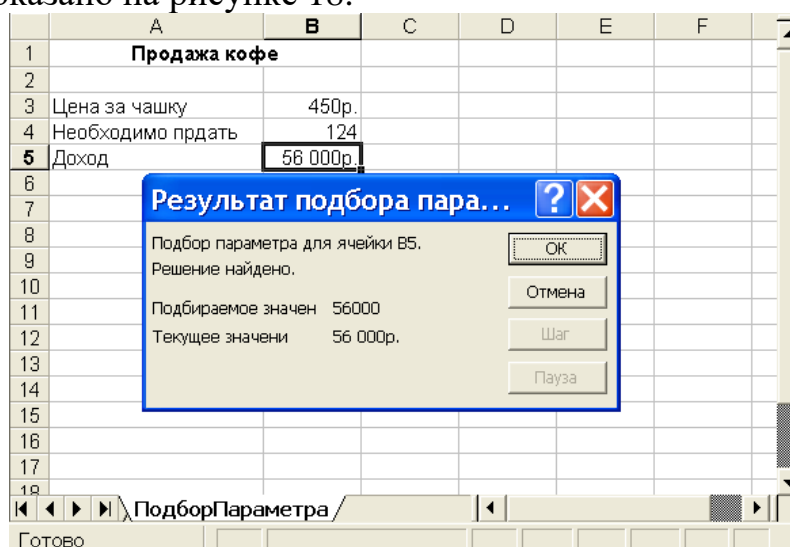 на рисунке 18.
A B C D E F
1 Продажа кофе
2
3 Цена за чашку 450р.
4 Необходимо прдать 124
5 Доход 56 000р.
6
7
8
9
10
11
12
13
14
15
16
17
18
Результат подбора пара...
Подбор параметра для ячейки B5.
Решение найдено.
Подбираемое значен 56000
Текущее значени 56 000р.
ОК
Отмена
Шаг
Пауза
ПодборПараметра
Готово